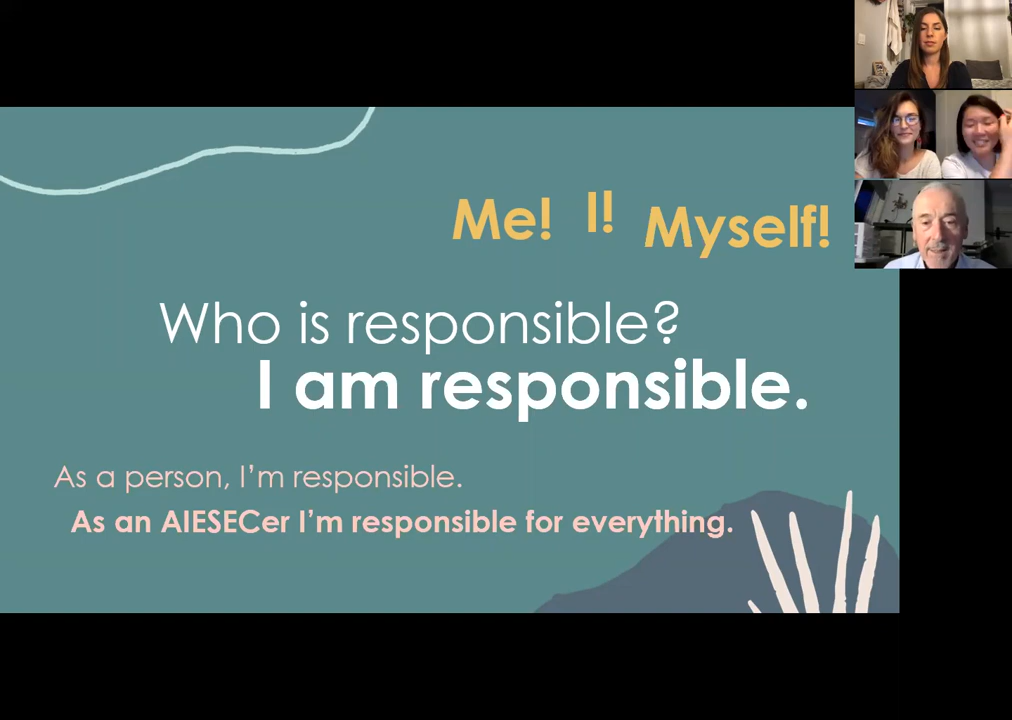 Me! I! Myself!
Who is responsible?
I am responsible.
As a person, I’m responsible.
As an AIESECer I’m responsible for everything.